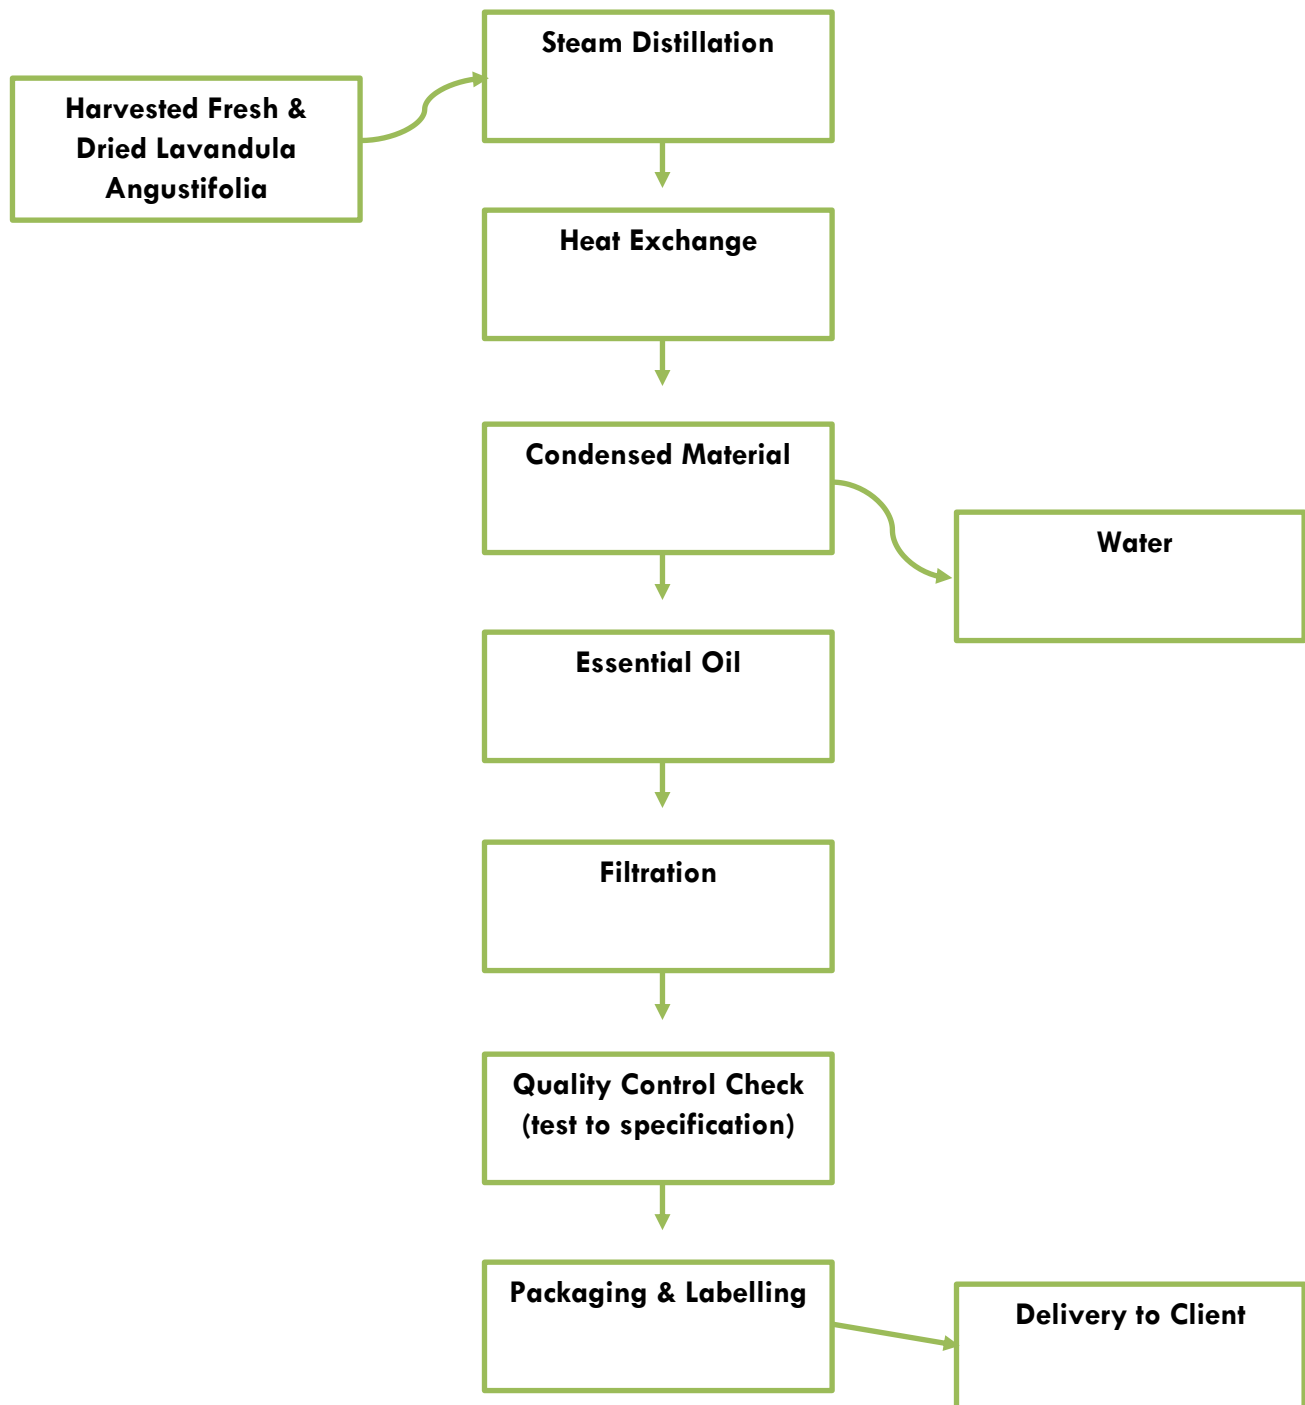 Steam Distillation
Harvested Fresh &
Dried Lavandula
Angustifolia
Heat Exchange
Condensed Material
Water
Essential Oil
Filtration
Quality Control Check
(test to specification)
Packaging & Labelling
Delivery to Client